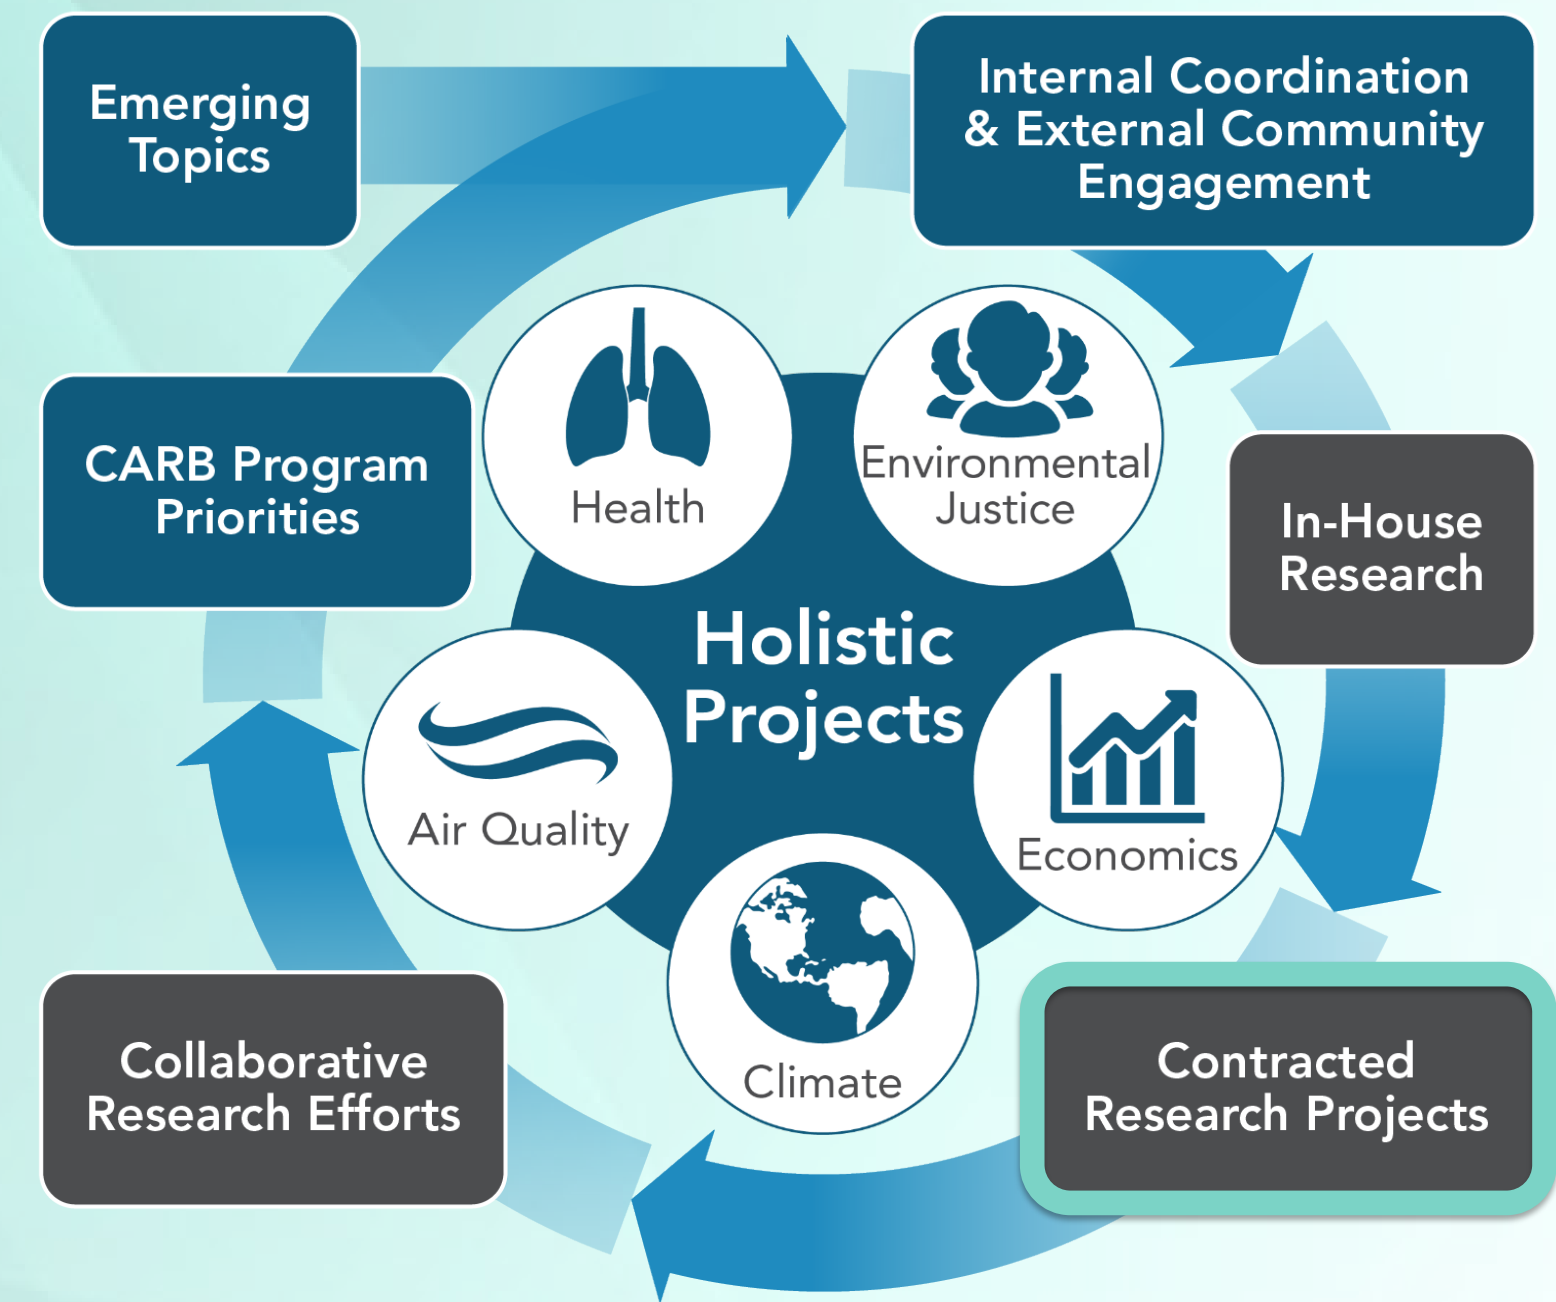 Emerging
Topics
Internal Coordination
& External Community
Engagement
CARB Program
Priorities
Health
Environmental
Justice
In-House
Research
Holistic
Projects
Air Quality
Economics
Climate
Collaborative
Research Efforts
Contracted
Research Projects